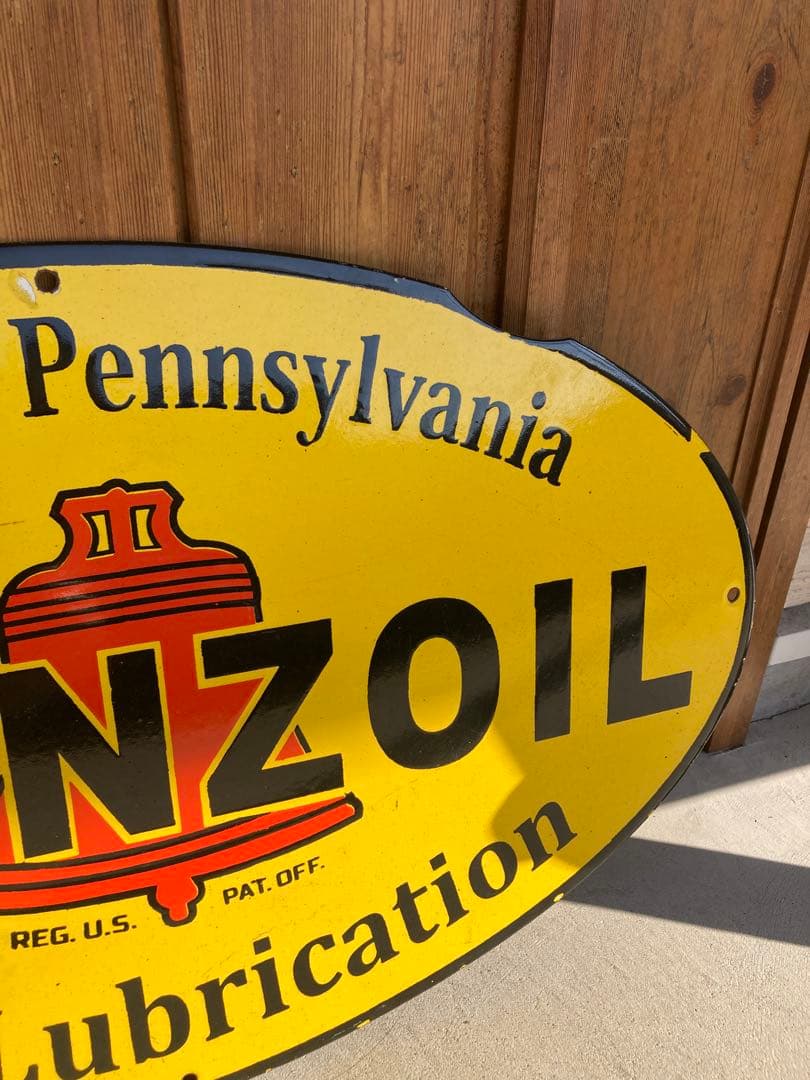 Pennsylvania
NZOIL
REG. U.S. PAT. OFF.
Lubrication